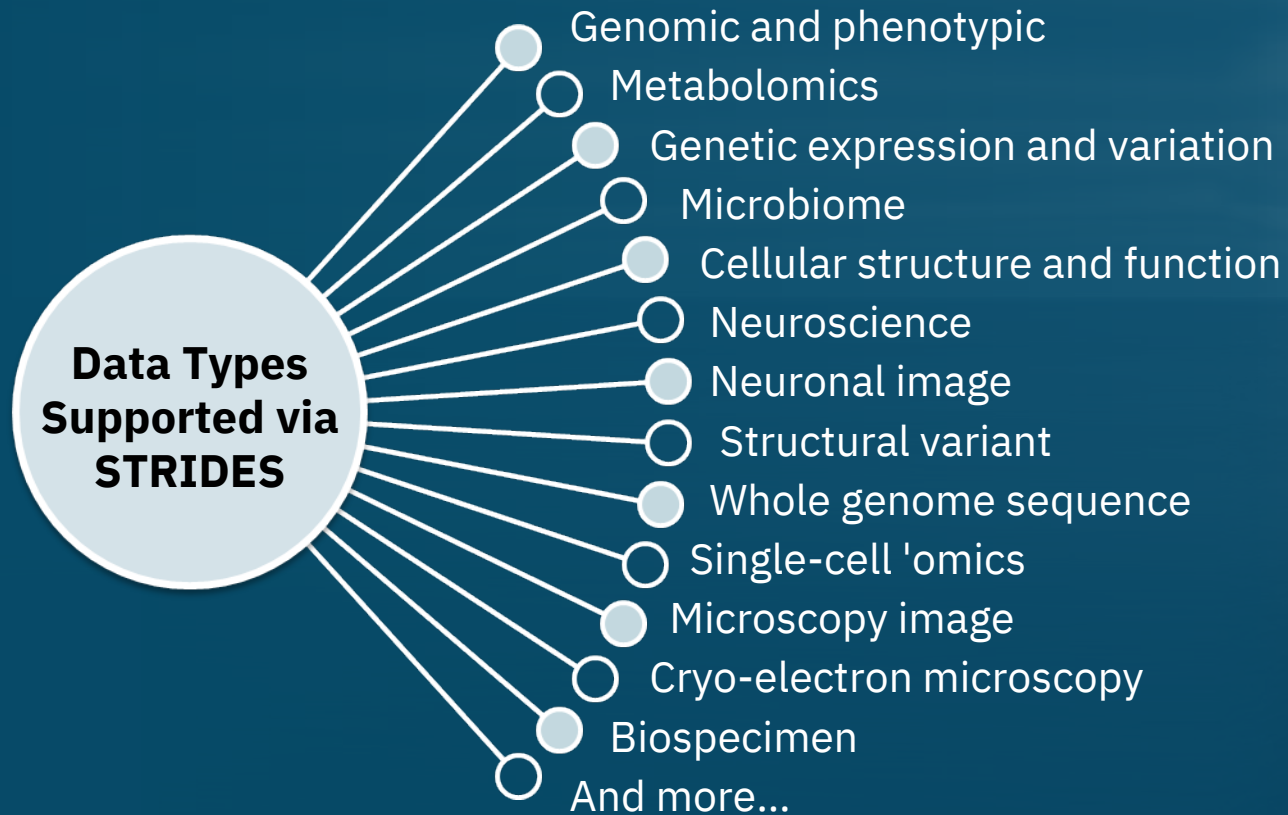 Genomic and phenotypic
Metabolomics
Genetic expression and variation
Microbiome
Cellular structure and function
Neuroscience
Neuronal image
Structural variant
Whole genome sequence
Single-cell 'omics
Microscopy image
Cryo-electron microscopy
Biospecimen
And more...
Data Types
Supported via
STRIDES